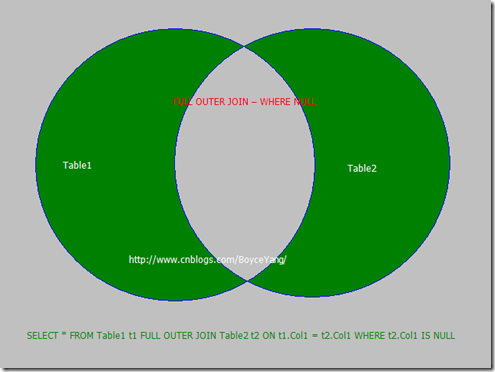 FULL OUTER JOIN – WHERE NULL
Table1
Table2
http://www.cnblogs.com/BoyceYang/
SELECT * FROM Table1 t1 FULL OUTER JOIN Table2 t2 ON t1.Col1 = t2.Col1 WHERE t2.Col1 IS NULL